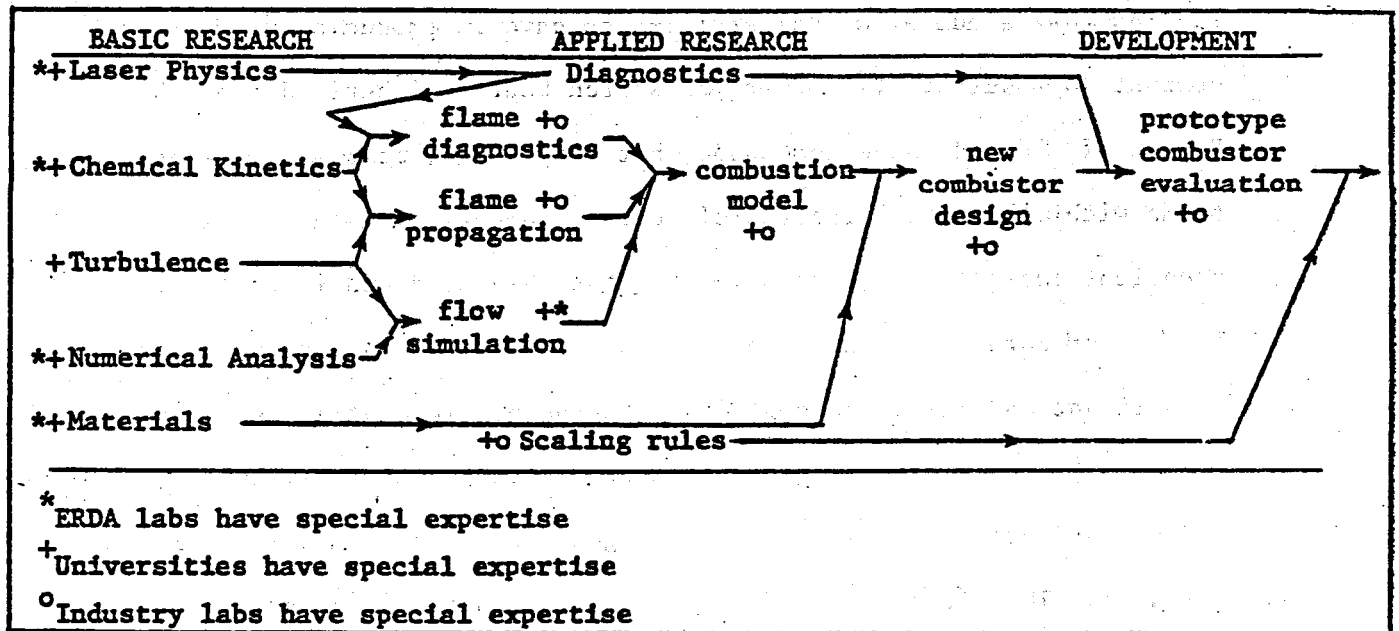 BASIC RESEARCH APPLIED RESEARCH DEVELOPMENT
*+Laser Physics Diagnostics
flame +o
diagnostics
prototype
combustor
evaluation
+o
*+Chemical Kinetics
combustion
model
+o
new
combustor
design
+o
flame +o
propagation
+Turbulence
flow +*
simulation
*+Numerical Analysis
*+Materials
+o Scaling rules
*ERDA labs have special expertise
+Universities have special expertise
oIndustry labs have special expertise